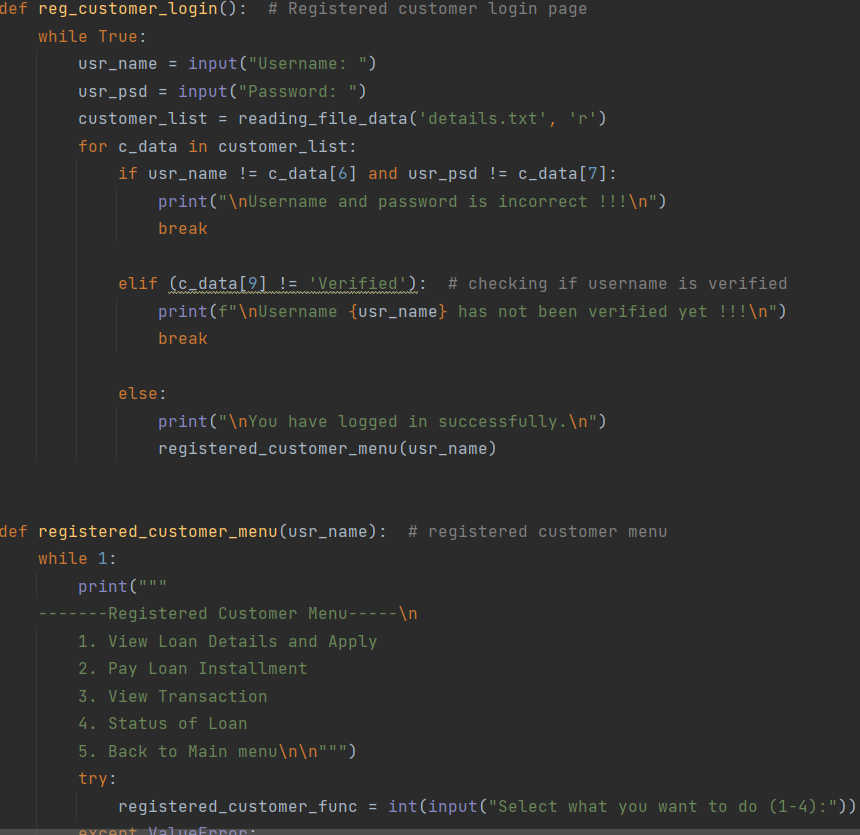 def reg_customer_login():  # Registered customer login page
    while True:
        usr_name = input("Username: ")
        usr_psd = input("Password: ")
        customer_list = reading_file_data('details.txt', 'r')
        for c_data in customer_list:
            if usr_name != c_data[6] and usr_psd != c_data[7]:
                print("\nUsername and password is incorrect !!!\n")
                break
            elif (c_data[9] != 'Verified'):  # checking if username is verified
                print(f"\nUsername {usr_name} has not been verified yet !!!\n")
                break
            else:
                print("\nYou have logged in successfully.\n")
                registered_customer_menu(usr_name)
def registered_customer_menu(usr_name):  # registered customer menu
    while 1:
        print("""
    -------Registered Customer Menu-----\n
        1. View Loan Details and Apply
        2. Pay Loan Installment
        3. View Transaction
        4. Status of Loan
        5. Back to Main menu\n\n""")
        try:
            registered_customer_func = int(input("Select what you want to do (1-4):"))
        except ValueError: